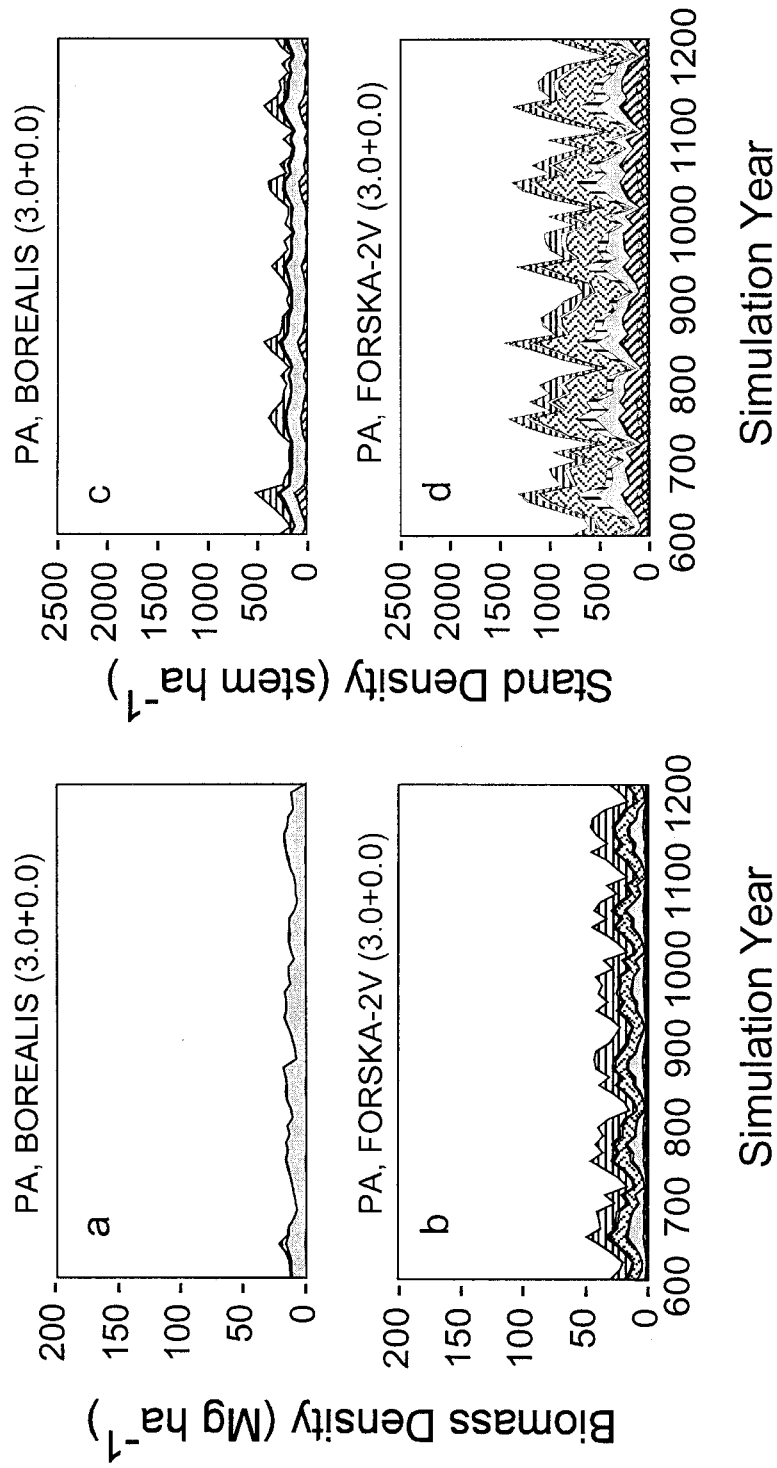 PA, BOREALIS (3.0+0.0)
a
200
150
100
50
0
PA, FORSKA-2V (3.0+0.0)
b
200
150
100
50
0
600 700 800 900 1000 1100 1200
Biomass Density (Mg ha⁻¹)
Simulation Year
PA, BOREALIS (3.0+0.0)
c
2500
2000
1500
1000
500
0
PA, FORSKA-2V (3.0+0.0)
d
2500
2000
1500
1000
500
0
600 700 800 900 1000 1100 1200
Stand Density (stem ha⁻¹)
Simulation Year